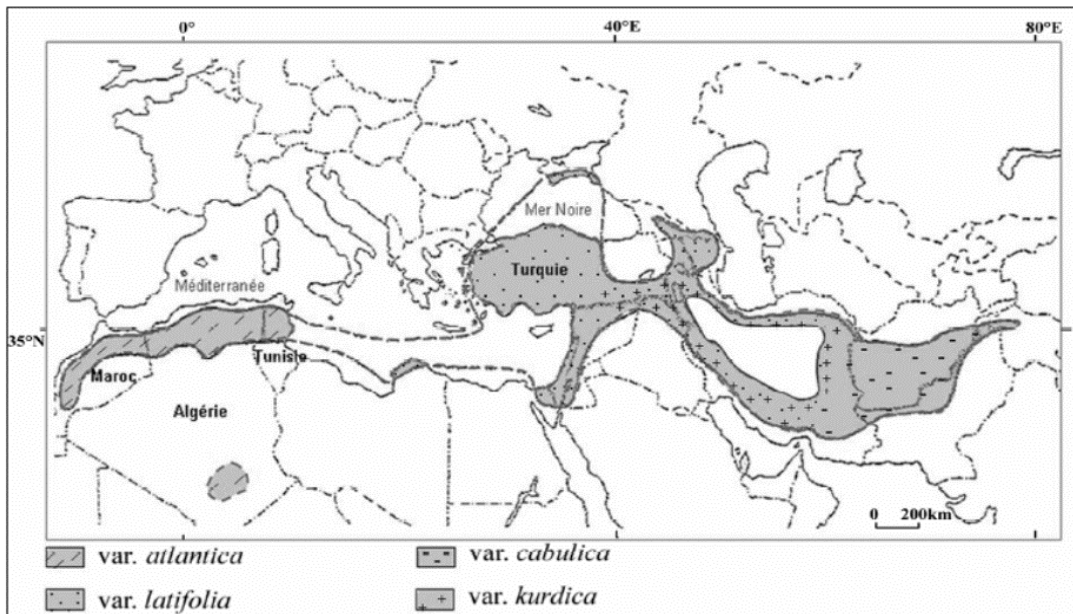 0° 40°E 80°E
Mer Noire
Turquie
Méditerranée
35°N
Tunisie
Maroc
Algérie
0 200km
var. atlantica
var. cabulica
var. latifolia
var. kurdica